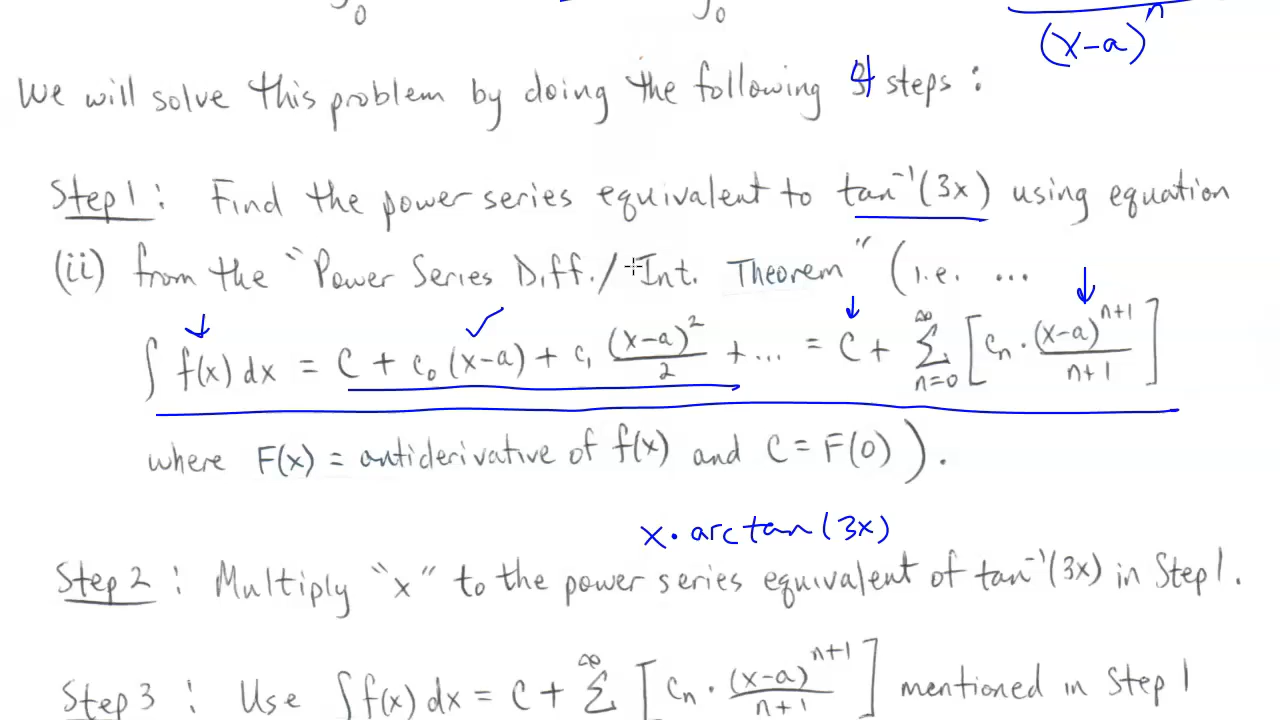 ∫₀ ∫₀
(x-a)ⁿ
We will solve this problem by doing the following 4 steps :
Step 1 : Find the power series equivalent to tan⁻¹(3x) using equation
(ii) from the "Power Series Diff./Int. Theorem" (i.e. ...
∫ f(x) dx = C + c₀ (x-a) + c₁ (x-a)²/2 + ... = C + ∑_{n=0}^{∞} [ cₙ · (x-a)ⁿ⁺¹/(n+1) ]
where F(x) = antiderivative of f(x) and C = F(0) ) .
x · arctan(3x)
Step 2 : Multiply "x" to the power series equivalent of tan⁻¹(3x) in Step 1.
Step 3 : Use ∫ f(x) dx = C + ∑^{∞} [ cₙ · (x-a)ⁿ⁺¹/(n+1) ] mentioned in Step 1